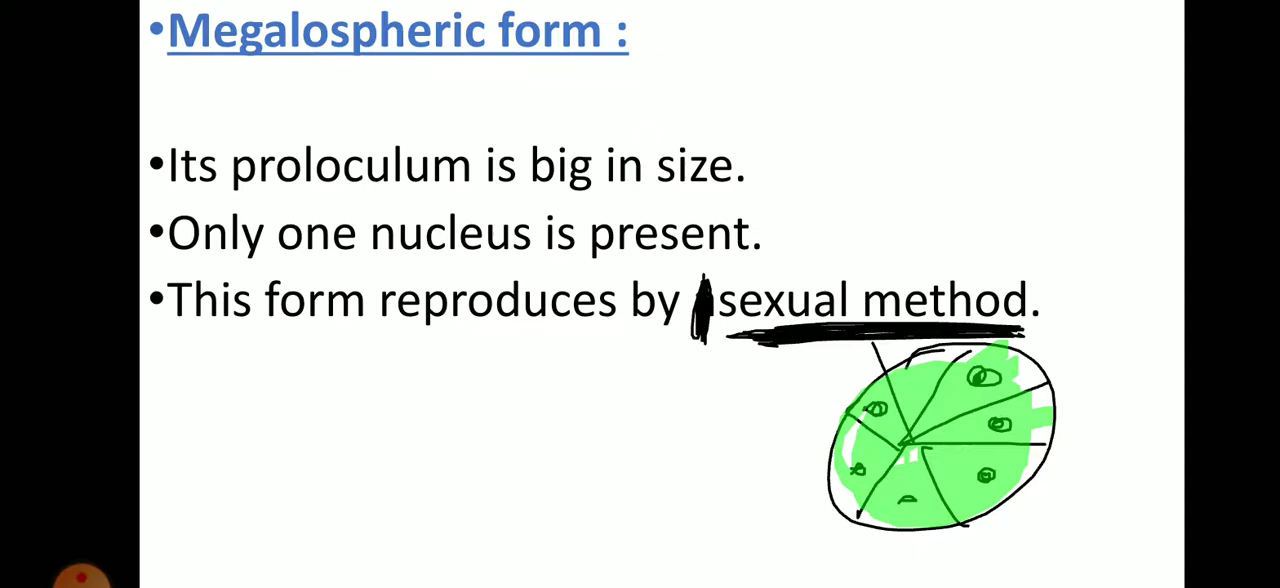 •Megalospheric form :
•Its proloculum is big in size.
•Only one nucleus is present.
•This form reproduces by sexual method.